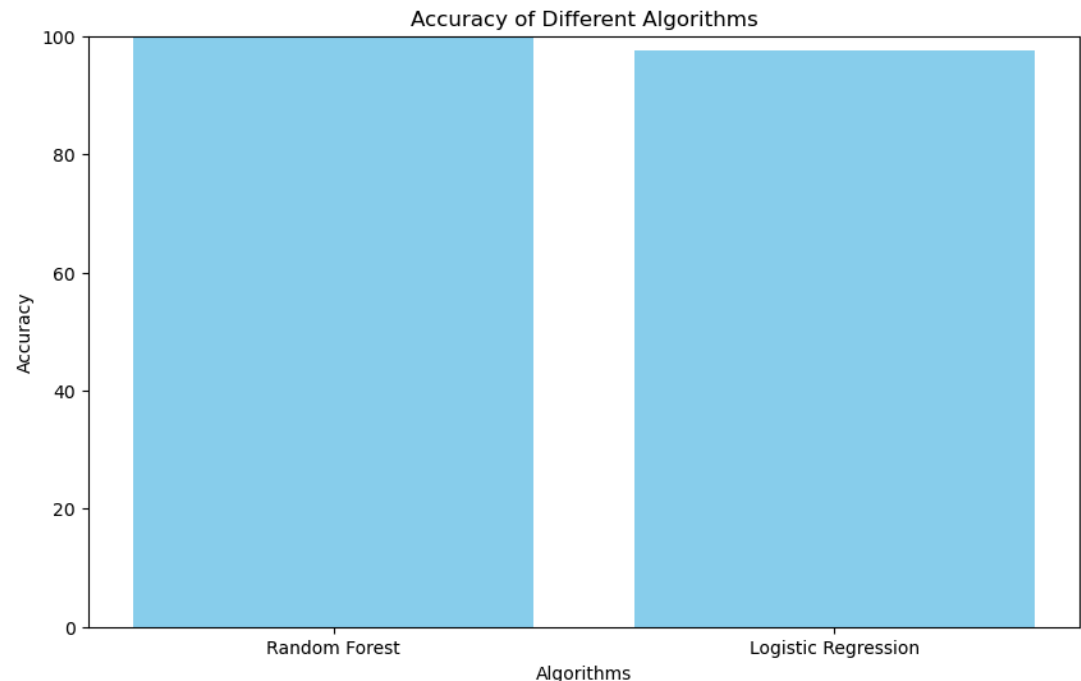 Accuracy of Different Algorithms
100
80
60
40
20
0
Accuracy
Random Forest
Logistic Regression
Algorithms